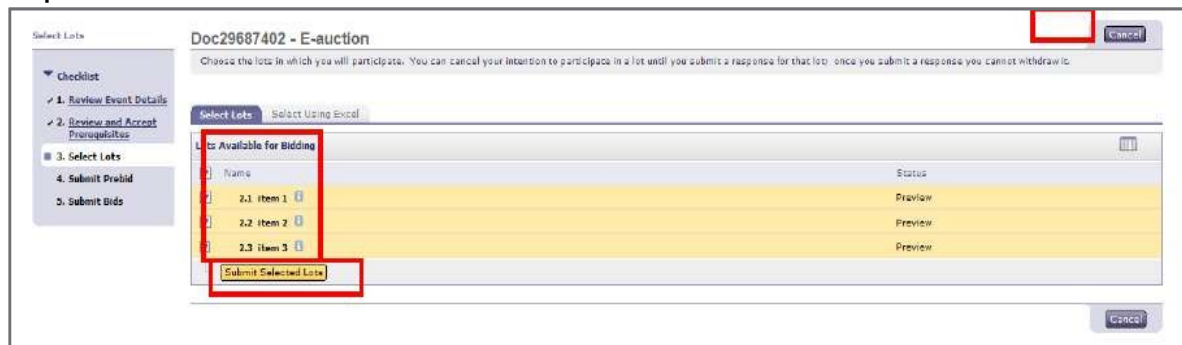 Select Lots
Doc29687402 - E-auction
Cancel
Choose the lots in which you will participate. You can cancel your intention to participate in a lot until you submit a response for that lot; once you submit a response you cannot withdraw it.
Checklist
1. Review Event Details
2. Review and Accept Prerequisites
3. Select Lots
4. Submit Prebid
5. Submit Bids
Select Lots Select Using Excel
Lots Available for Bidding
Name Status
2.1 Item 1 Preview
2.2 Item 2 Preview
2.3 item 3 Preview
Submit Selected Lots
Cancel